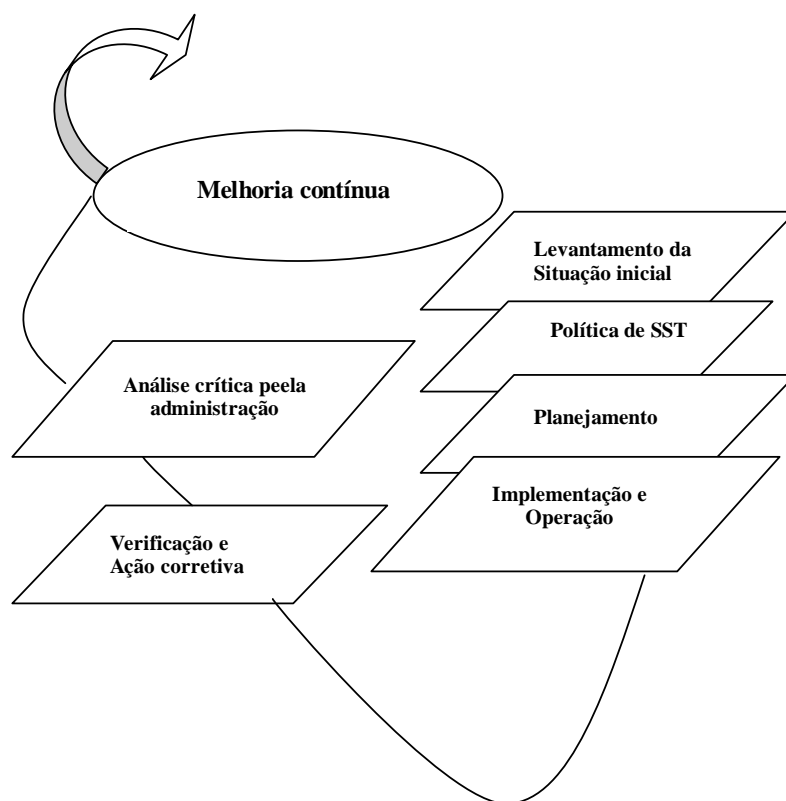 Melhoria contínua
Levantamento da
Situação inicial
Política de SST
Planejamento
Implementação e
Operação
Análise crítica peela
administração
Verificação e
Ação corretiva